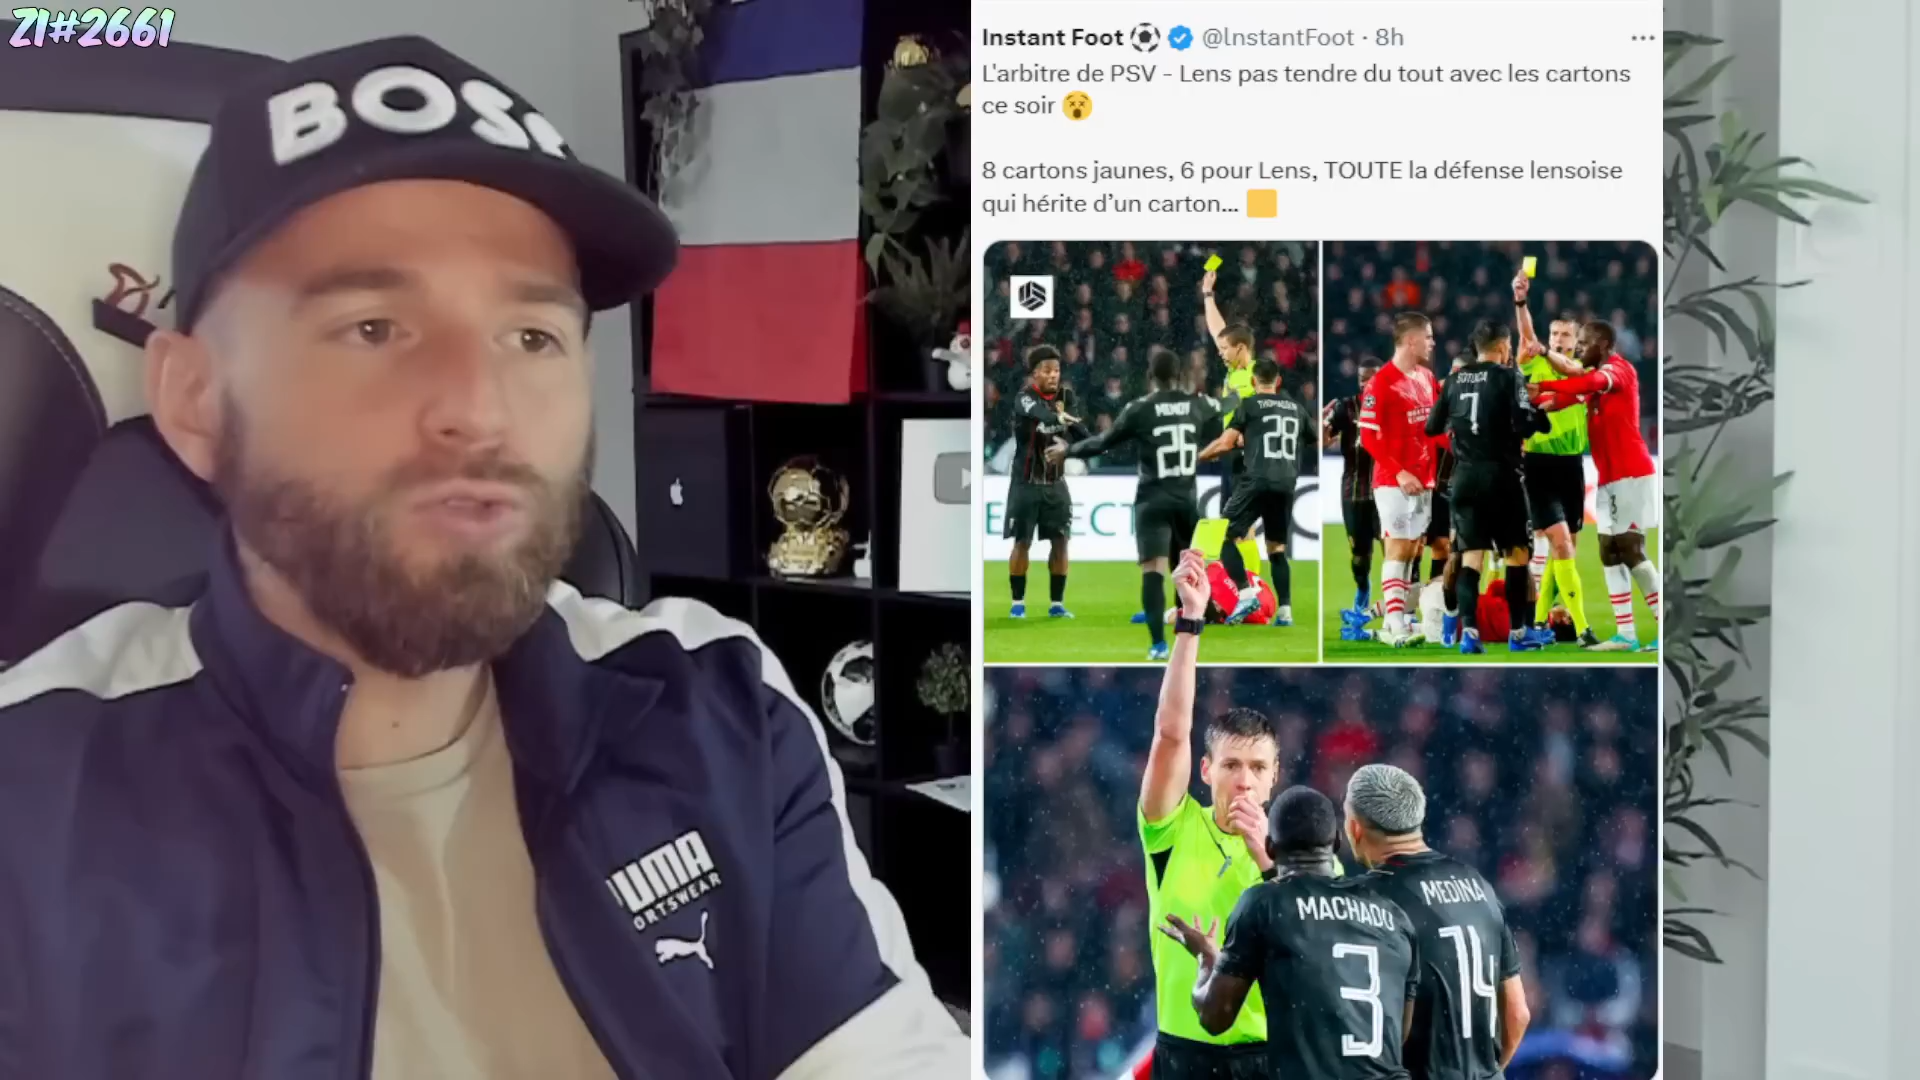 ZI#2661
BOSS
PUMA
SPORTSWEAR
Instant Foot @lnstantFoot · 8h
L'arbitre de PSV - Lens pas tendre du tout avec les cartons
ce soir
8 cartons jaunes, 6 pour Lens, TOUTE la défense lensoise
qui hérite d’un carton...
MENDY
26
THOMASSON
28
SOTOCA
7
MACHADO
3
MEDINA
14